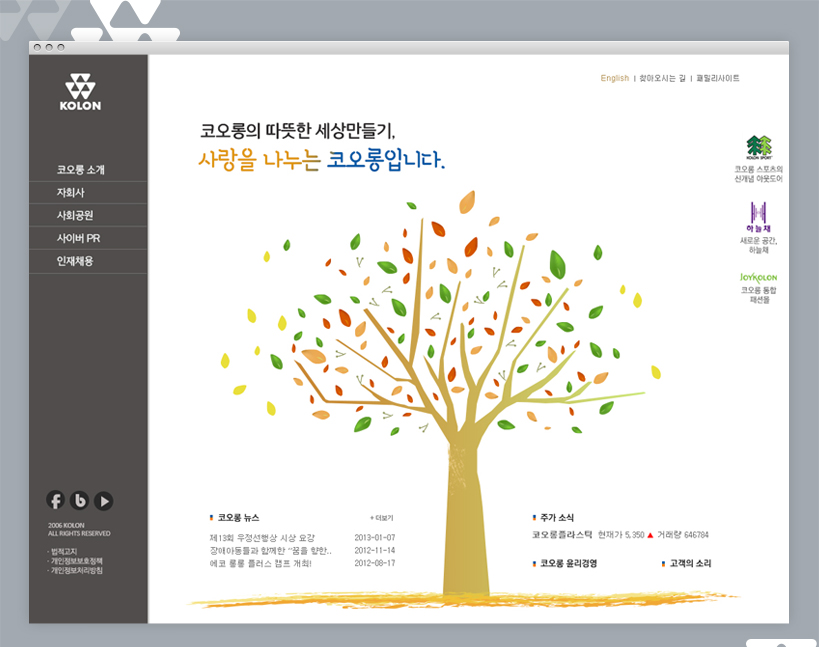 KOLON
코오롱 소개
자회사
사회공원
사이버 PR
인재채용
2006 KOLON
ALL RIGHTS RESERVED
· 법적고지
· 개인정보보호정책
· 개인정보처리방침
English | 찾아오시는 길 | 패밀리사이트
코오롱의 따뜻한 세상만들기,
사랑을 나누는 코오롱입니다.
코오롱 뉴스
+ 더보기
제13회 우정선행상 시상 요강 2013-01-07
장애아동들과 함께한 "꿈을 향한.. 2012-11-14
에코 롱롱 플러스 캠프 개최! 2012-08-17
주가 소식
코오롱플라스틱 현재가 5,350 ▲ 거래량 646784
코오롱 윤리경영
고객의 소리
KOLON SPORT
코오롱 스포츠의
신개념 아웃도어
하늘채
새로운 공간,
하늘채
JOYKOLON
코오롱 통합
패션몰